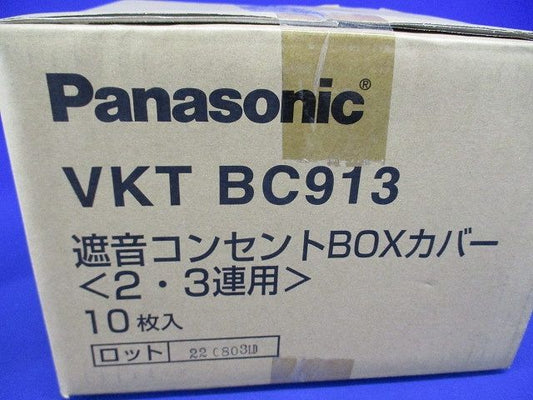 Panasonic®
VKT BC913
遮音コンセントBOXカバー
<2・3連用>
10枚入
ロット 22C803LD